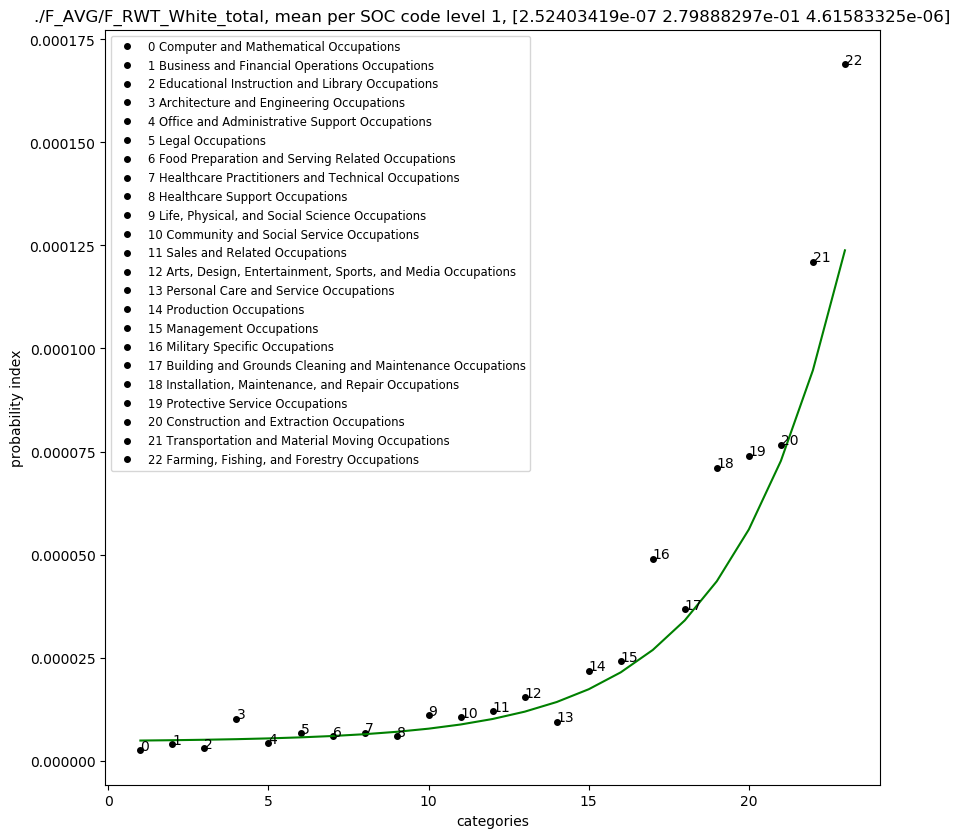 ./F_AVG/F_RWT_White_total, mean per SOC code level 1, [2.52403419e-07 2.79888297e-01 4.61583325e-06]
0.000175
0.000150
0.000125
0.000100
0.000075
0.000050
0.000025
0.000000
probability index
0 Computer and Mathematical Occupations
1 Business and Financial Operations Occupations
2 Educational Instruction and Library Occupations
3 Architecture and Engineering Occupations
4 Office and Administrative Support Occupations
5 Legal Occupations
6 Food Preparation and Serving Related Occupations
7 Healthcare Practitioners and Technical Occupations
8 Healthcare Support Occupations
9 Life, Physical, and Social Science Occupations
10 Community and Social Service Occupations
11 Sales and Related Occupations
12 Arts, Design, Entertainment, Sports, and Media Occupations
13 Personal Care and Service Occupations
14 Production Occupations
15 Management Occupations
16 Military Specific Occupations
17 Building and Grounds Cleaning and Maintenance Occupations
18 Installation, Maintenance, and Repair Occupations
19 Protective Service Occupations
20 Construction and Extraction Occupations
21 Transportation and Material Moving Occupations
22 Farming, Fishing, and Forestry Occupations
0
1
2
3
4
5
6
7
8
9
10
11
12
13
14
15
16
17
18
19
20
21
22
0
5
10
15
20
categories